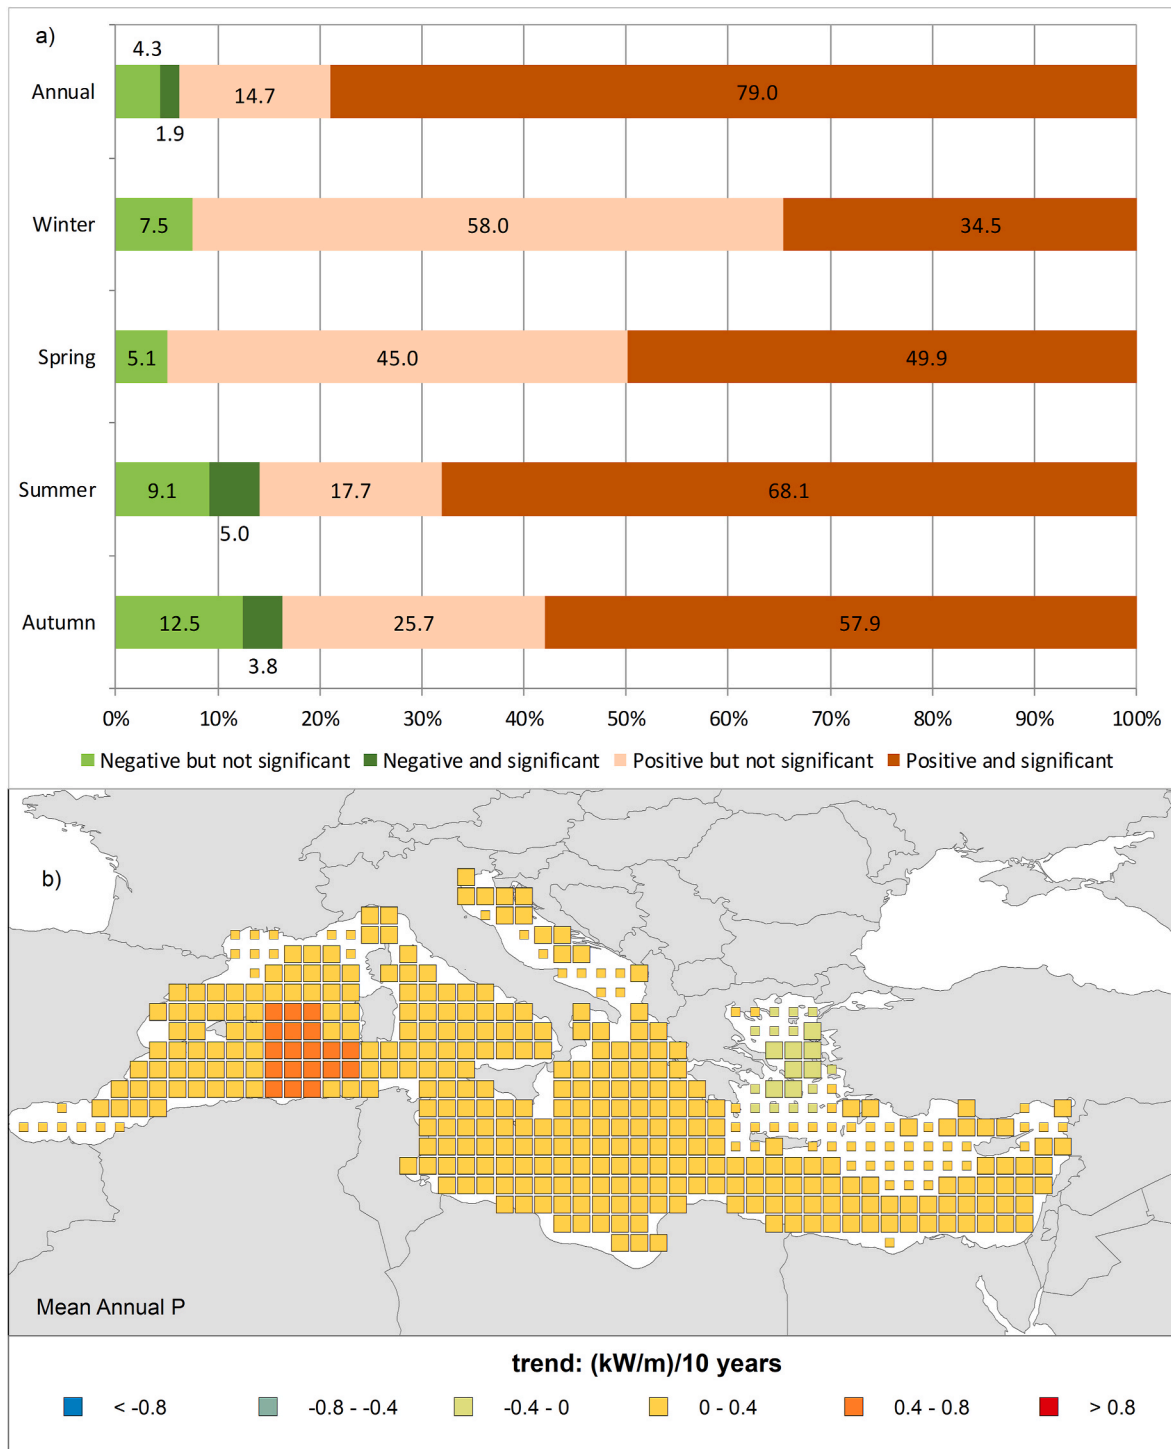 a)
4.3
Annual
14.7
79.0
1.9
Winter
7.5
58.0
34.5
Spring
5.1
45.0
49.9
Summer
9.1
17.7
68.1
5.0
Autumn
12.5
25.7
57.9
3.8
0% 10% 20% 30% 40% 50% 60% 70% 80% 90% 100%
Negative but not significant Negative and significant Positive but not significant Positive and significant
b)
Mean Annual P
trend: (kW/m)/10 years
< -0.8 -0.8 - -0.4 -0.4 - 0 0 - 0.4 0.4 - 0.8 > 0.8